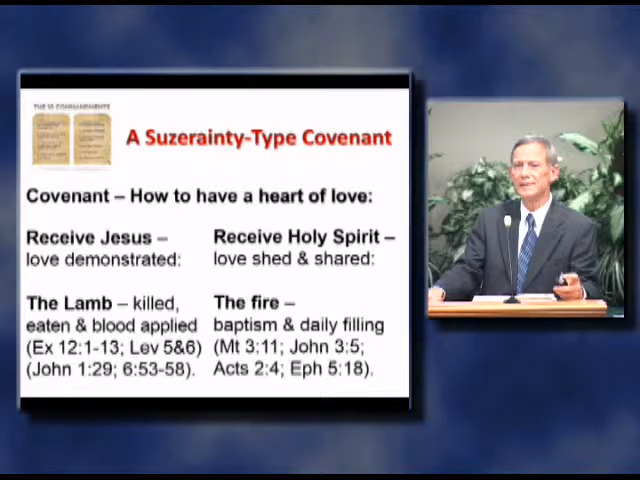 THE 10 COMMANDMENTS
A Suzerainty-Type Covenant
Covenant – How to have a heart of love:
Receive Jesus –
love demonstrated:
The Lamb – killed,
eaten & blood applied
(Ex 12:1-13; Lev 5&6)
(John 1:29; 6:53-58).
Receive Holy Spirit –
love shed & shared:
The fire –
baptism & daily filling
(Mt 3:11; John 3:5;
Acts 2:4; Eph 5:18).